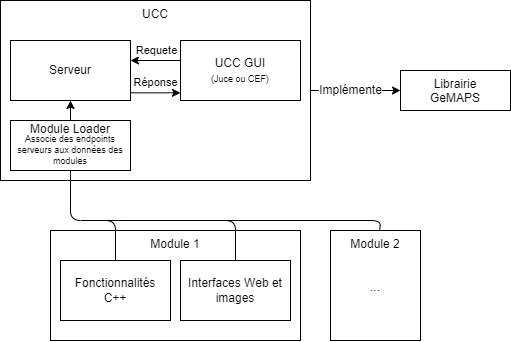 UCC
Requete
Serveur
UCC GUI
(Juce ou CEF)
Réponse
Implémente
Librairie
GeMAPS
Module Loader
Associe des endpoints
serveurs aux données des
modules
Module 1
Module 2
Fonctionnalités
C++
Interfaces Web et
images
...